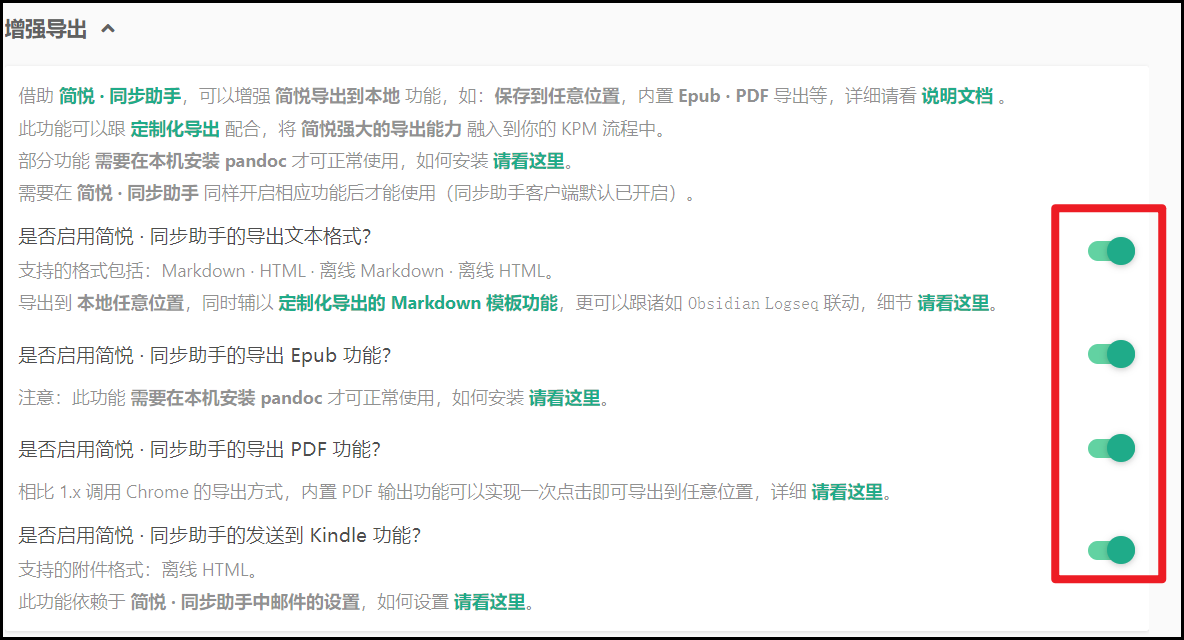 增强导出
借助 简悦 · 同步助手，可以增强 简悦导出到本地 功能，如：保存到任意位置，内置 Epub · PDF 导出等，详细请看 说明文档 。
此功能可以跟 定制化导出 配合，将 简悦强大的导出能力 融入到你的 KPM 流程中。
部分功能 需要在本机安装 pandoc 才可正常使用，如何安装 请看这里。
需要在 简悦 · 同步助手 同样开启相应功能后才能使用（同步助手客户端默认已开启）。
是否启用简悦 · 同步助手的导出文本格式？
支持的格式包括：Markdown · HTML · 离线 Markdown · 离线 HTML。
导出到 本地任意位置，同时辅以 定制化导出的 Markdown 模板功能，更可以跟诸如 Obsidian Logseq 联动，细节 请看这里。
是否启用简悦 · 同步助手的导出 Epub 功能？
注意：此功能 需要在本机安装 pandoc 才可正常使用，如何安装 请看这里。
是否启用简悦 · 同步助手的导出 PDF 功能？
相比 1.x 调用 Chrome 的导出方式，内置 PDF 输出功能可以实现一次点击即可导出到任意位置，详细 请看这里。
是否启用简悦 · 同步助手的发送到 Kindle 功能？
支持的附件格式：离线 HTML。
此功能依赖于 简悦 · 同步助手中邮件的设置，如何设置 请看这里。